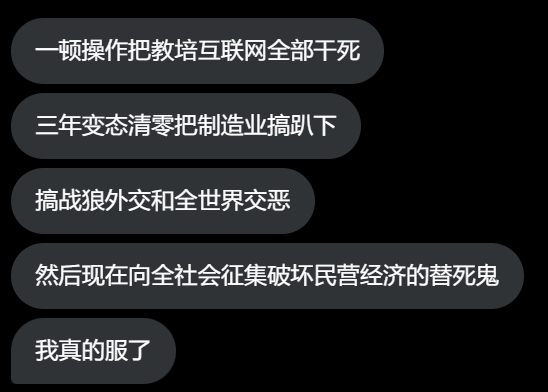 一顿操作把教培互联网全部干死
三年变态清零把制造业搞趴下
搞战狼外交和全世界交恶
然后现在向全社会征集破坏民营经济的替死鬼
我真的服了